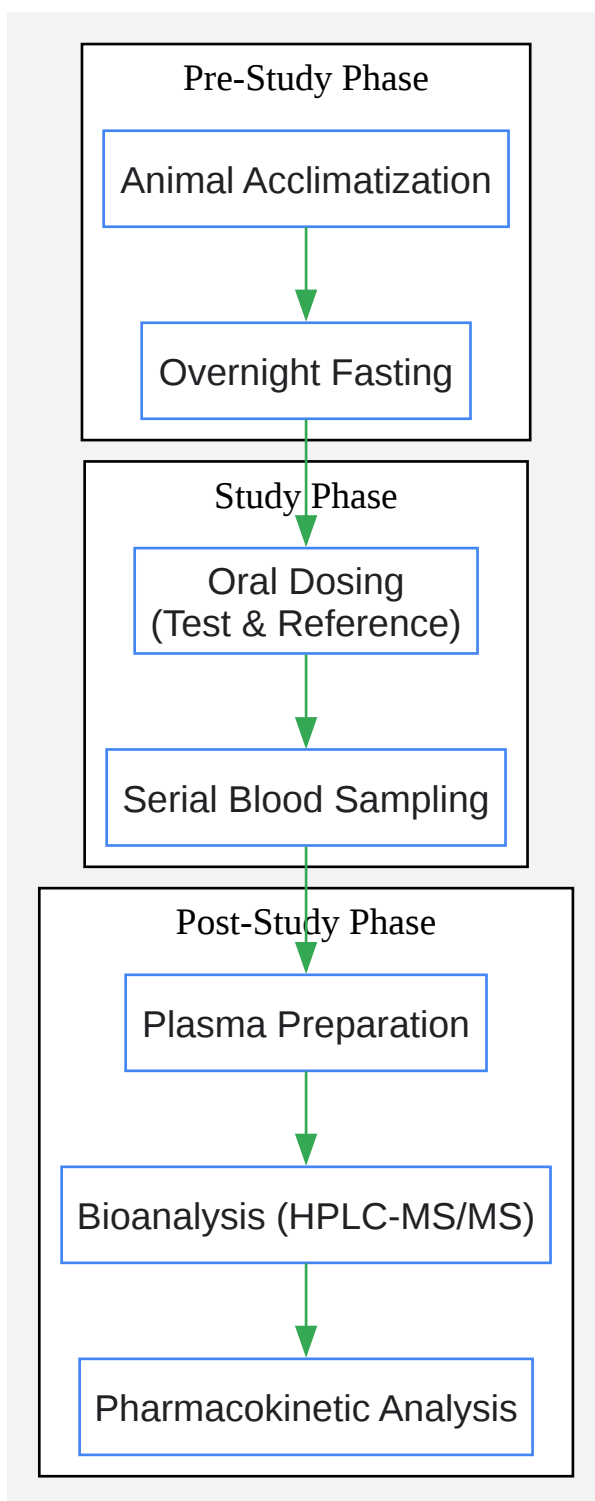 Pre-Study Phase
Animal Acclimatization
Overnight Fasting
Study Phase
Oral Dosing
(Test & Reference)
Serial Blood Sampling
Post-Study Phase
Plasma Preparation
Bioanalysis (HPLC-MS/MS)
Pharmacokinetic Analysis